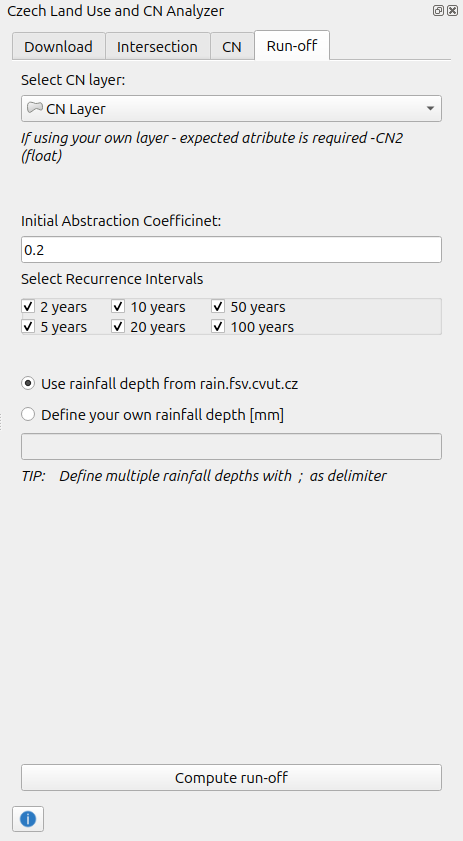 Czech Land Use and CN Analyzer
Download Intersection CN Run-off
Select CN layer:
CN Layer
If using your own layer - expected atribute is required -CN2
(float)
Initial Abstraction Coefficinet:
0.2
Select Recurrence Intervals
2 years 10 years 50 years
5 years 20 years 100 years
Use rainfall depth from rain.fsv.cvut.cz
Define your own rainfall depth [mm]
TIP: Define multiple rainfall depths with ; as delimiter
Compute run-off
i